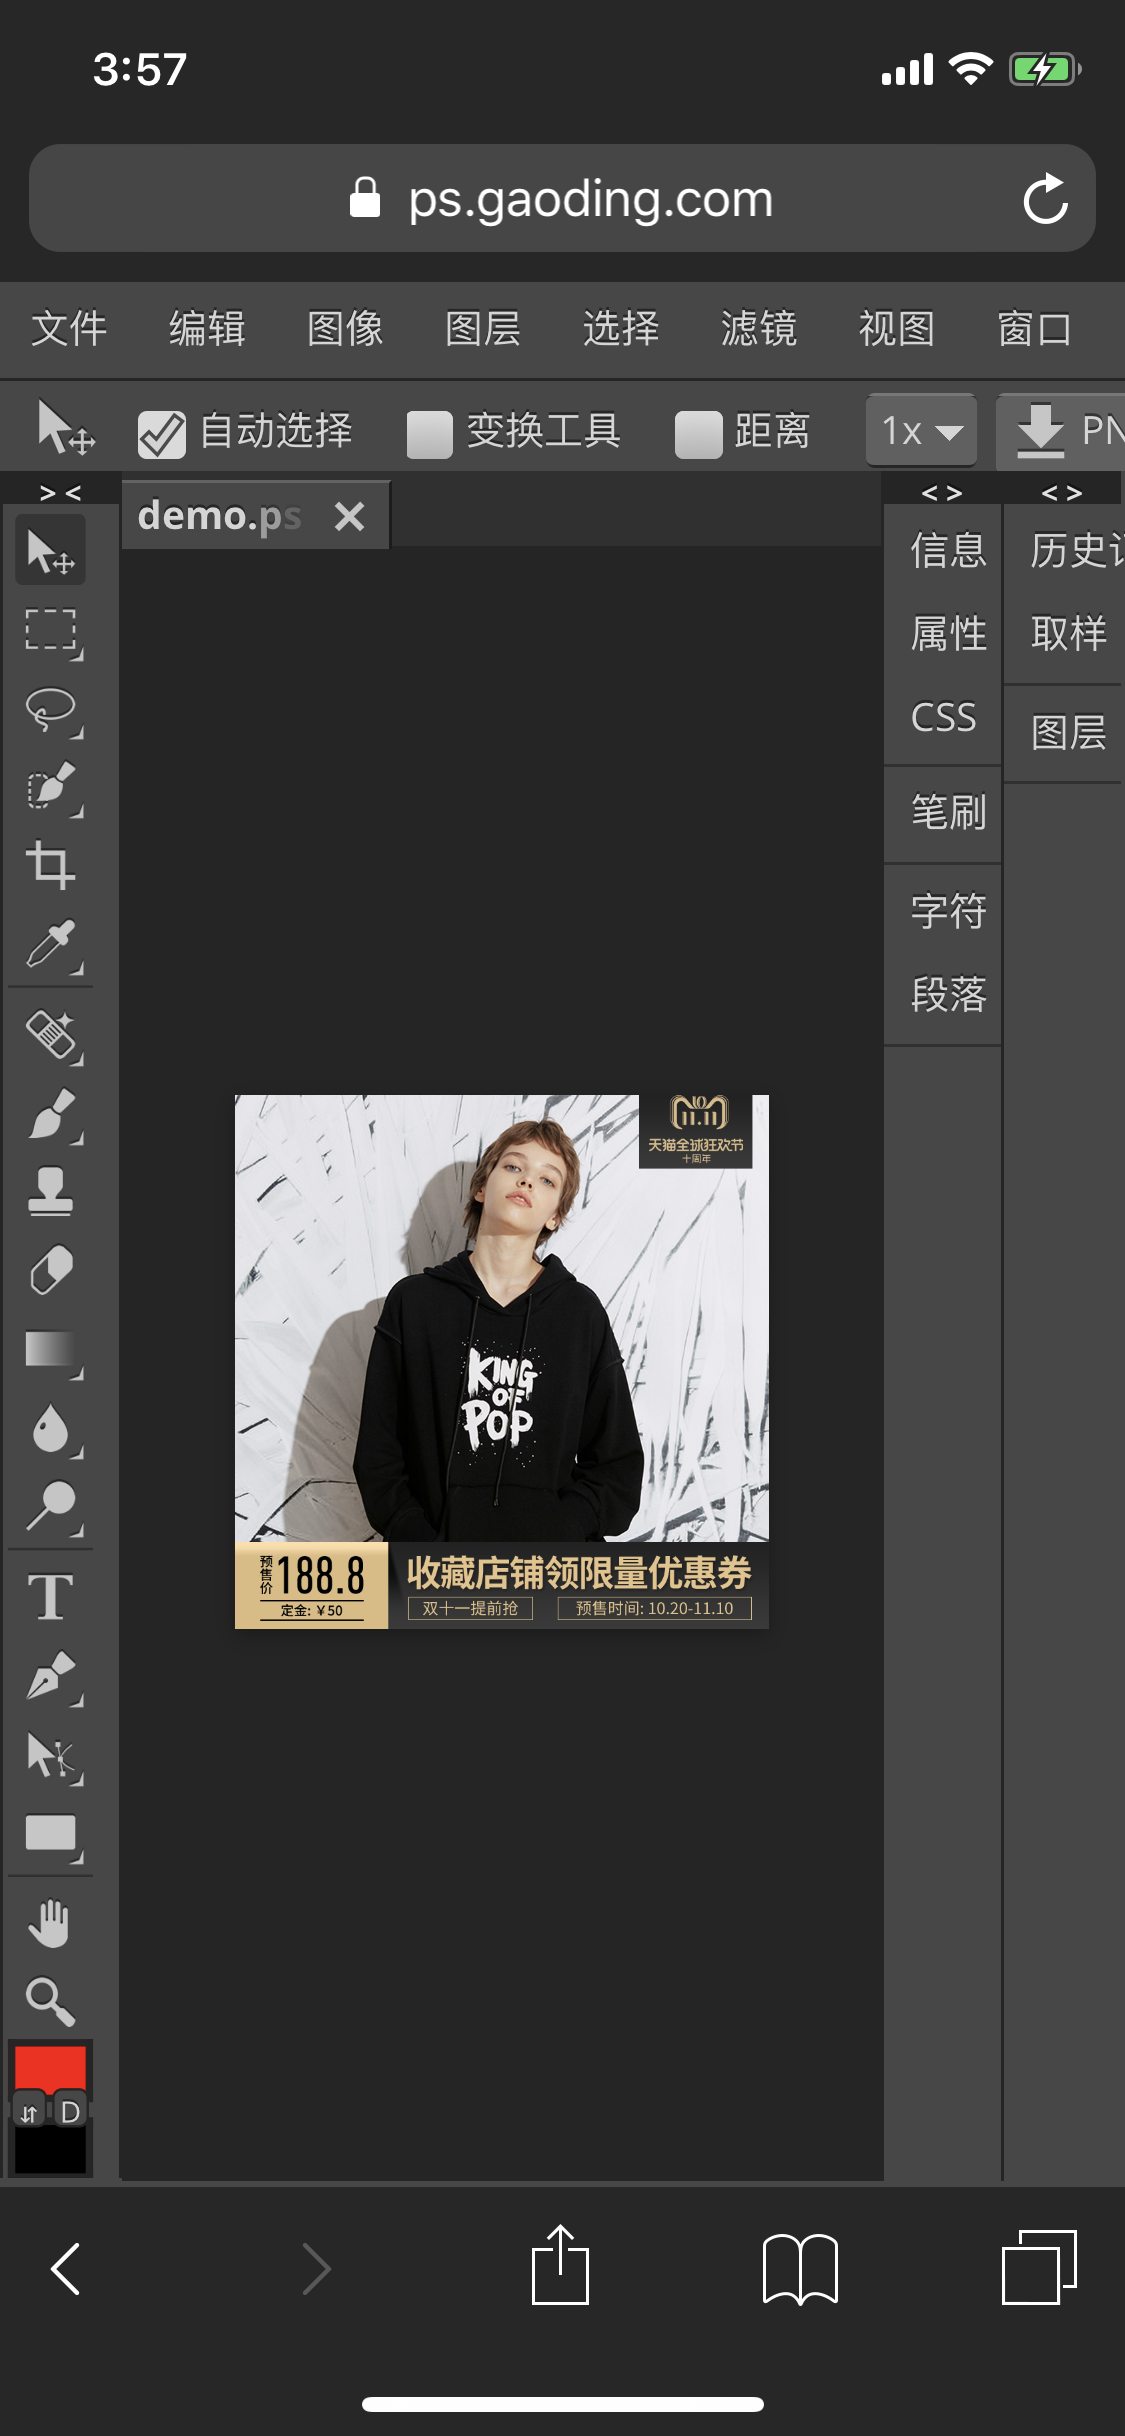 3:57
ps.gaoding.com
文件 编辑 图像 图层 选择 滤镜 视图 窗口
自动选择 变换工具 距离 1x PN
> < < > < >
demo.ps ×
信息
属性
CSS
笔刷
字符
段落
历史记
取样
图层
10
11.11
天猫全球狂欢节
十周年
KING
OF
POP
预售价 188.8
定金: ¥50
收藏店铺领限量优惠券
双十一提前抢 预售时间: 10.20-11.10
T
D